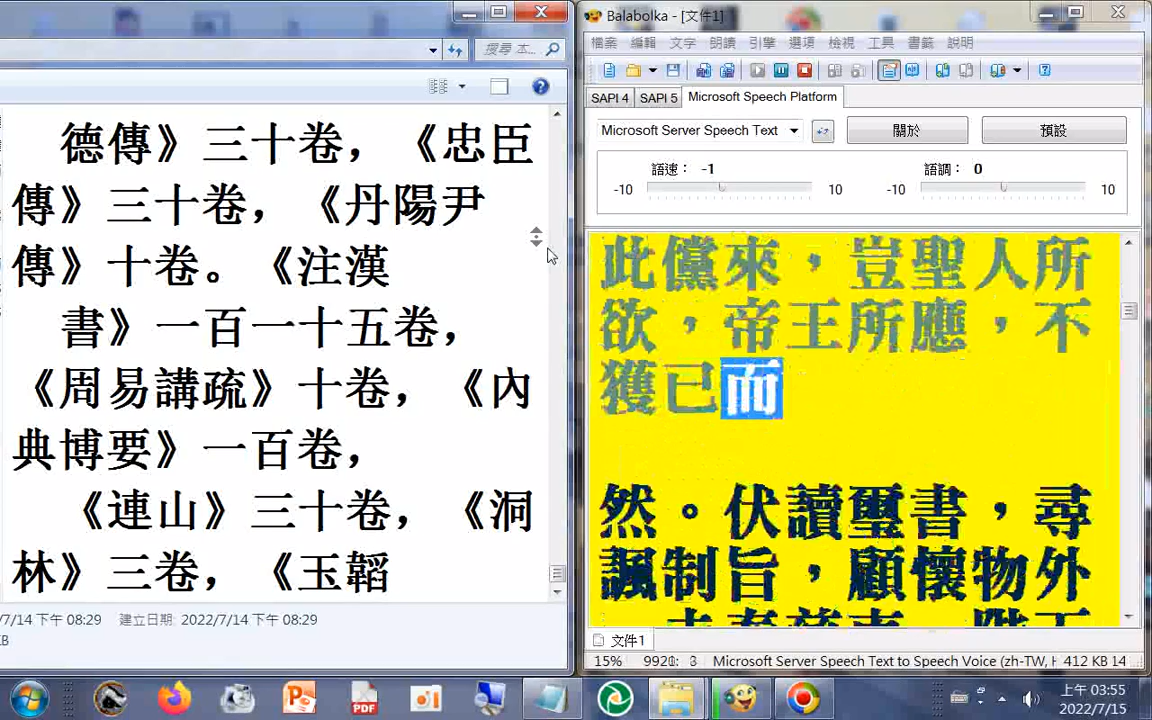 搜尋 本...
德傳》三十卷，《忠臣
傳》三十卷，《丹陽尹
傳》十卷。《注漢
書》一百一十五卷，
《周易講疏》十卷，《內
典博要》一百卷，
《連山》三十卷，《洞
林》三卷，《玉韜
/7/14 下午 08:29 建立日期: 2022/7/14 下午 08:29
KB
Balabolka - [文件1]
檔案 編輯 文字 朗讀 引擎 選項 檢視 工具 書籤 說明
SAPI 4 SAPI 5 Microsoft Speech Platform
Microsoft Server Speech Text 關於 預設
語速： -1 語調： 0
-10 10 -10 10
此儻來，豈聖人所
欲，帝王所應，不
獲已而
然。伏讀璽書，尋
諷制旨，顧懷物外
文件1
15% 9920: 3 Microsoft Server Speech Text to Speech Voice (zh-TW, H 412 KB 14
上午 03:55
2022/7/15